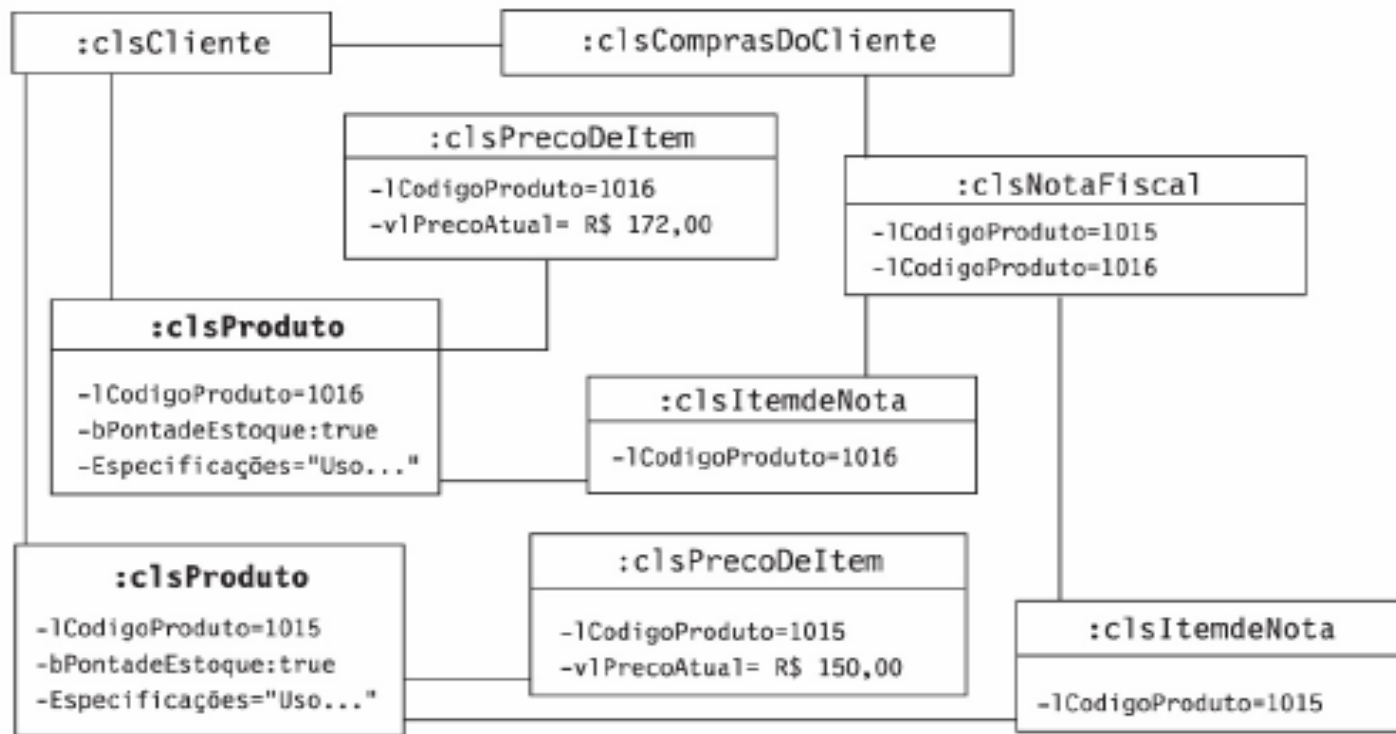 :clsCliente
:clsComprasDoCliente
:clsPrecoDeItem
-lCodigoProduto=1016
-vlPrecoAtual= R$ 172,00
:clsNotaFiscal
-lCodigoProduto=1015
-lCodigoProduto=1016
:clsProduto
-lCodigoProduto=1016
-bPontadeEstoque:true
-Especificações="Uso..."
:clsItemdeNota
-lCodigoProduto=1016
:clsProduto
-lCodigoProduto=1015
-bPontadeEstoque:true
-Especificações="Uso..."
:clsPrecoDeItem
-lCodigoProduto=1015
-vlPrecoAtual= R$ 150,00
:clsItemdeNota
-lCodigoProduto=1015